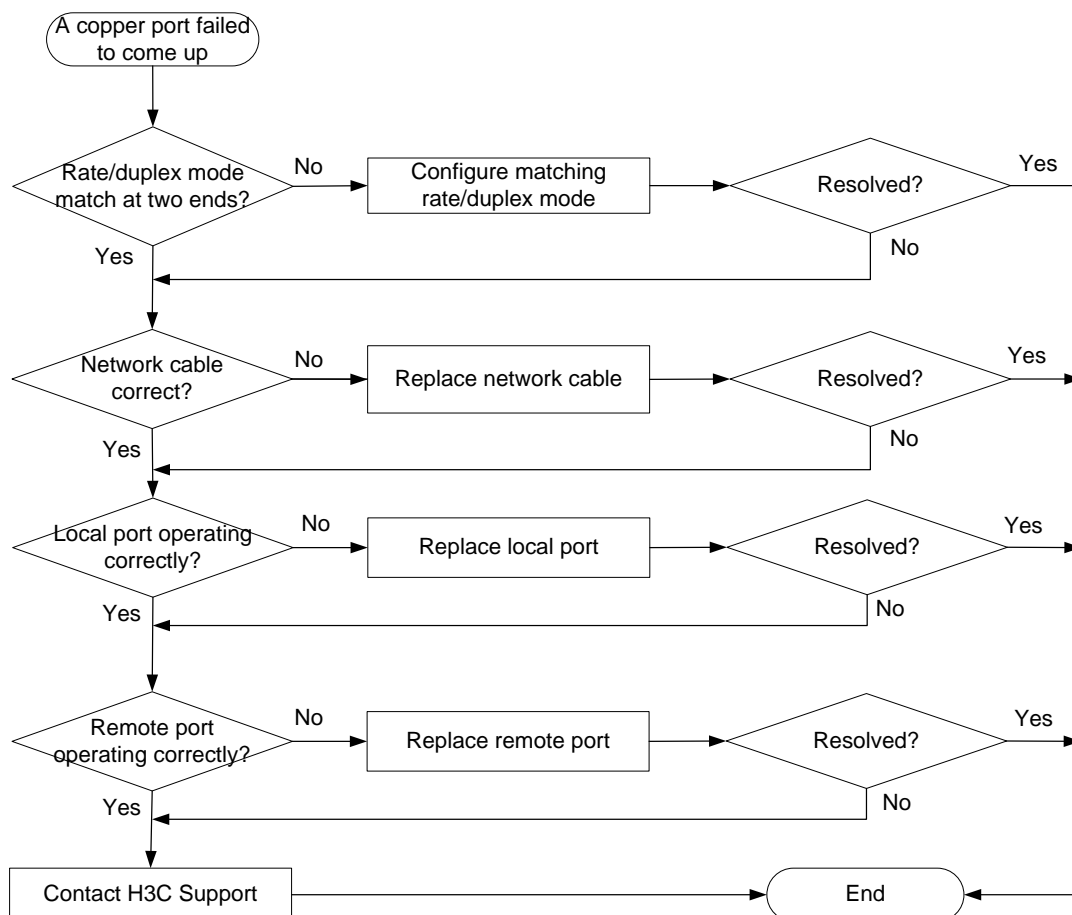 A copper port failed
to come up
Rate/duplex mode
match at two ends?
No
Configure matching
rate/duplex mode
Resolved?
Yes
Yes
No
Network cable
correct?
No
Replace network cable
Resolved?
Yes
Yes
No
Local port operating
correctly?
No
Replace local port
Resolved?
Yes
Yes
No
Remote port
operating correctly?
No
Replace remote port
Resolved?
Yes
Yes
No
Contact H3C Support
End